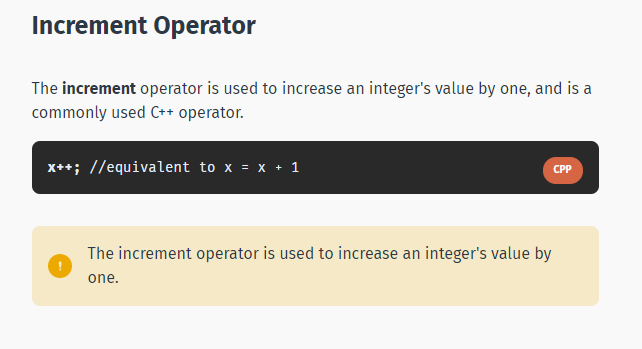 Increment Operator
The increment operator is used to increase an integer's value by one, and is a
commonly used C++ operator.
x++; //equivalent to x = x + 1
CPP
!
The increment operator is used to increase an integer's value by
one.